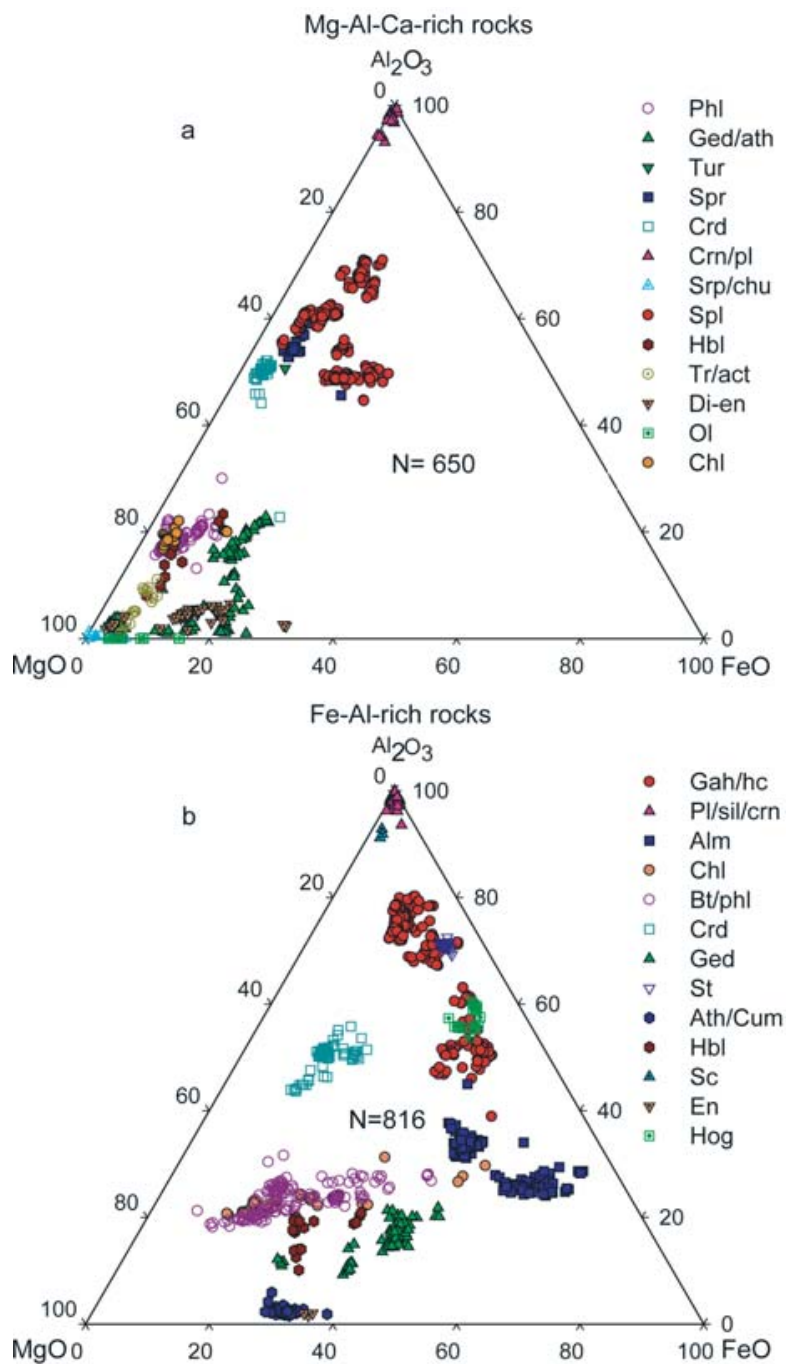 Mg-Al-Ca-rich rocks
Al2O3
0 100
a
20 80
40 60
60 40
N= 650
80 20
100 0
MgO 0 20 40 60 80 100 FeO
Phl
Ged/ath
Tur
Spr
Crd
Crn/pl
Srp/chu
Spl
Hbl
Tr/act
Di-en
Ol
Chl
Fe-Al-rich rocks
Al2O3
0 100
b
20 80
40 60
60 40
N=816
80 20
100 0
MgO 0 20 40 60 80 100 FeO
Gah/hc
Pl/sil/crn
Alm
Chl
Bt/phl
Crd
Ged
St
Ath/Cum
Hbl
Sc
En
Hog